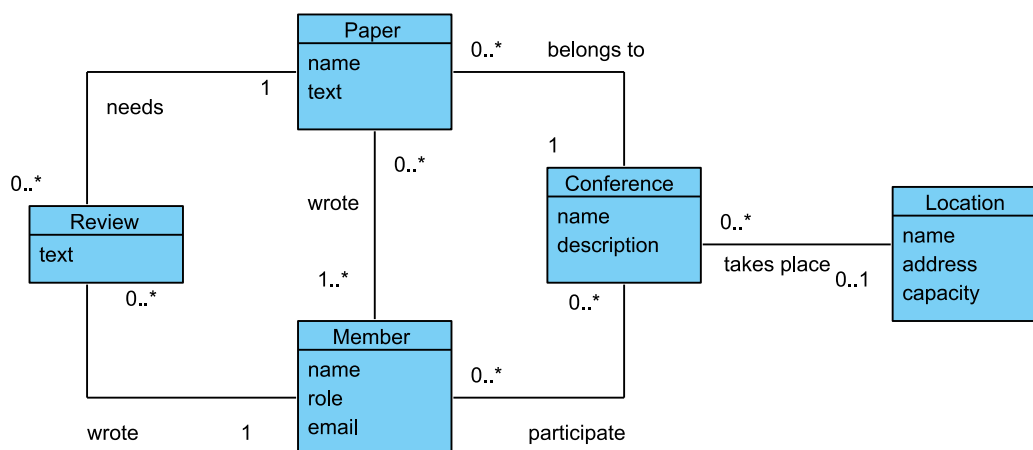 Paper
name
text
0..*
belongs to
1
needs
0..*
1
0..*
wrote
Review
text
Conference
name
description
Location
name
address
capacity
0..*
takes place
0..1
0..*
1..*
0..*
Member
name
role
email
0..*
wrote
1
participate